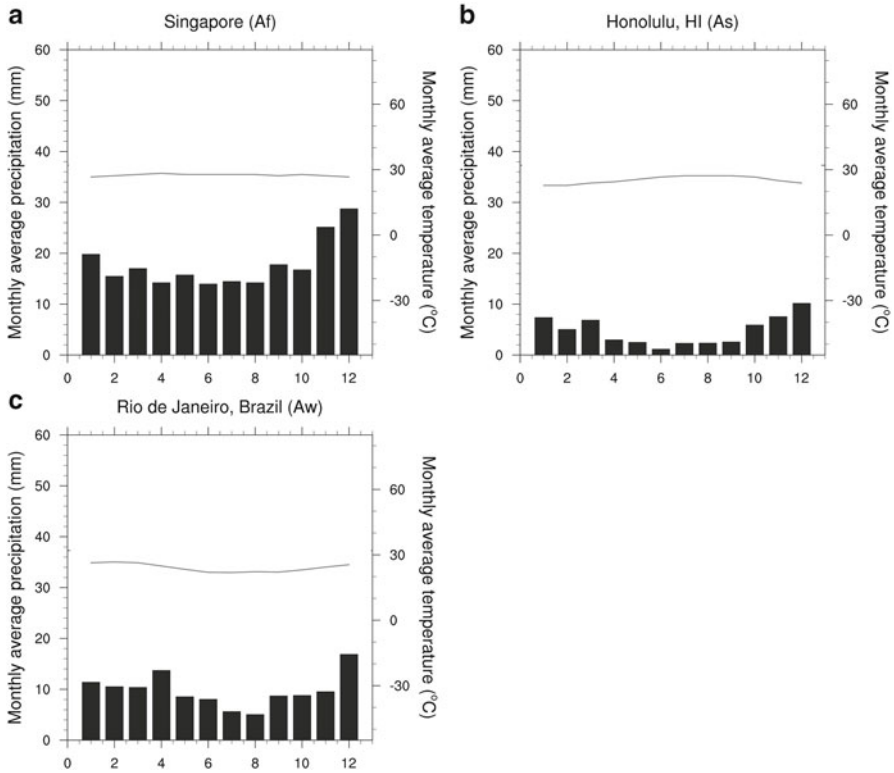 a
Singapore (Af)
60
50
40
30
20
10
0
Monthly average precipitation (mm)
60
30
0
-30
Monthly average temperature (°C)
0 2 4 6 8 10 12
b
Honolulu, HI (As)
60
50
40
30
20
10
0
Monthly average precipitation (mm)
60
30
0
-30
Monthly average temperature (°C)
0 2 4 6 8 10 12
c
Rio de Janeiro, Brazil (Aw)
60
50
40
30
20
10
0
Monthly average precipitation (mm)
60
30
0
-30
Monthly average temperature (°C)
0 2 4 6 8 10 12